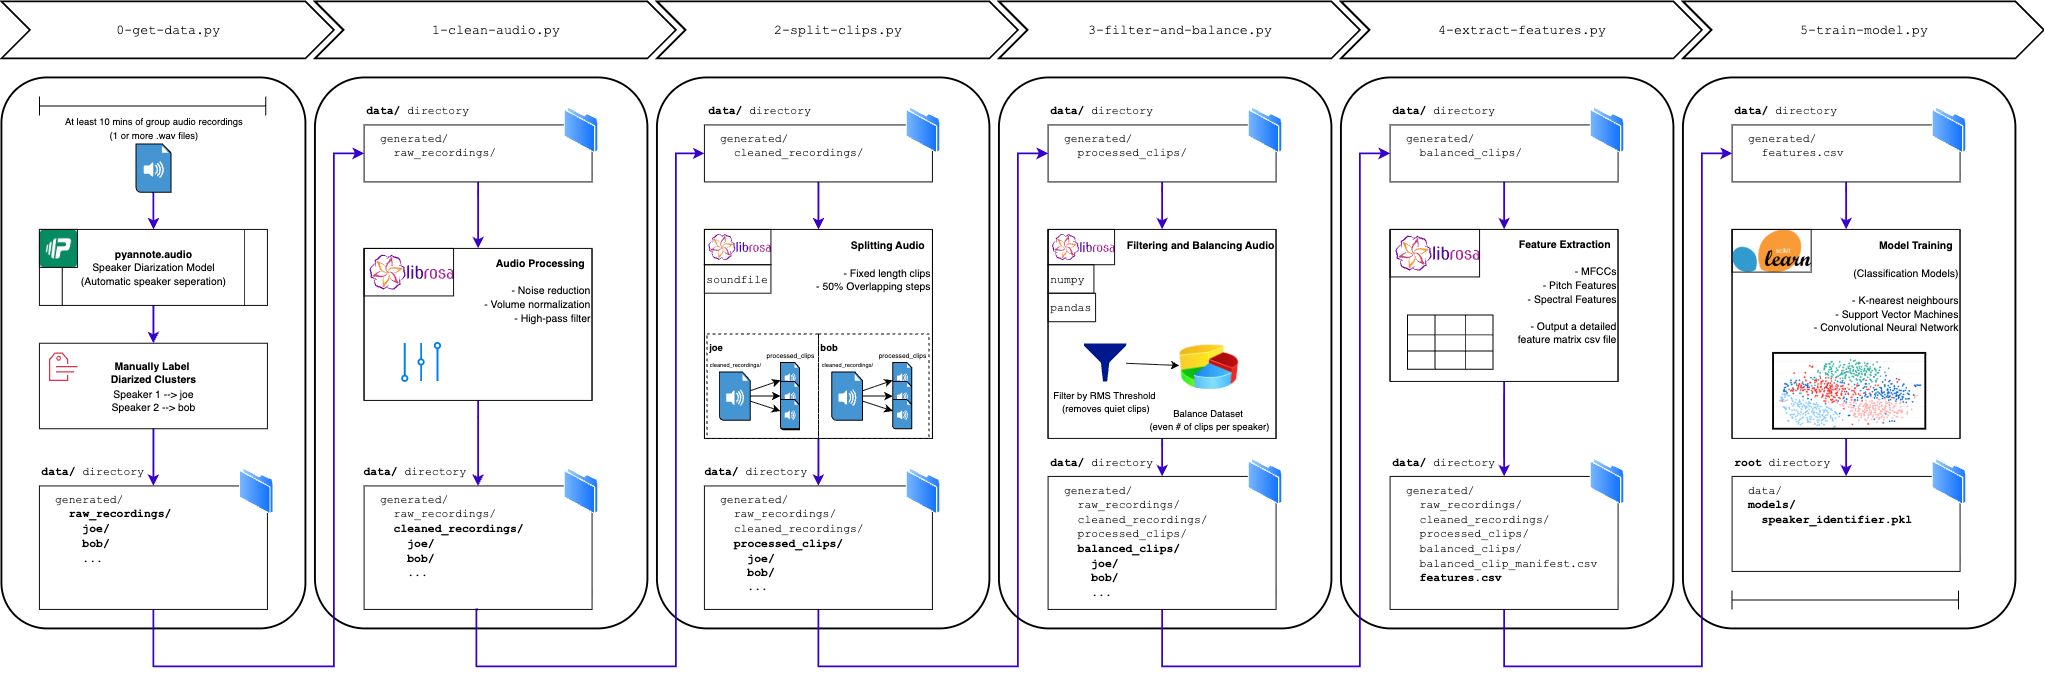 0-get-data.py
1-clean-audio.py
2-split-clips.py
3-filter-and-balance.py
4-extract-features.py
5-train-model.py
At least 10 mins of group audio recordings
(1 or more .wav files)
pyannote.audio
Speaker Diarization Model
(Automatic speaker seperation)
Manually Label
Diarized Clusters
Speaker 1 --> joe
Speaker 2 --> bob
data/ directory
generated/
raw_recordings/
joe/
bob/
...
data/ directory
generated/
raw_recordings/
librosa
Audio Processing
- Noise reduction
- Volume normalization
- High-pass filter
data/ directory
generated/
raw_recordings/
cleaned_recordings/
joe/
bob/
...
data/ directory
generated/
cleaned_recordings/
librosa
soundfile
Splitting Audio
- Fixed length clips
- 50% Overlapping steps
joe
processed_clips/
cleaned_recordings/
bob
processed_clips/
cleaned_recordings/
data/ directory
generated/
raw_recordings/
cleaned_recordings/
processed_clips/
joe/
bob/
...
data/ directory
generated/
processed_clips/
librosa
numpy
pandas
Filtering and Balancing Audio
Filter by RMS Threshold
(removes quiet clips)
Balance Dataset
(even # of clips per speaker)
data/ directory
generated/
raw_recordings/
cleaned_recordings/
processed_clips/
balanced_clips/
joe/
bob/
...
data/ directory
generated/
balanced_clips/
librosa
Feature Extraction
- MFCCs
- Pitch Features
- Spectral Features
- Output a detailed
feature matrix csv file
data/ directory
generated/
raw_recordings/
cleaned_recordings/
processed_clips/
balanced_clips/
balanced_clip_manifest.csv
features.csv
data/ directory
generated/
features.csv
scikit
learn
Model Training
(Classification Models)
- K-nearest neighbours
- Support Vector Machines
- Convolutional Neural Network
root directory
data/
models/
speaker_identifier.pkl